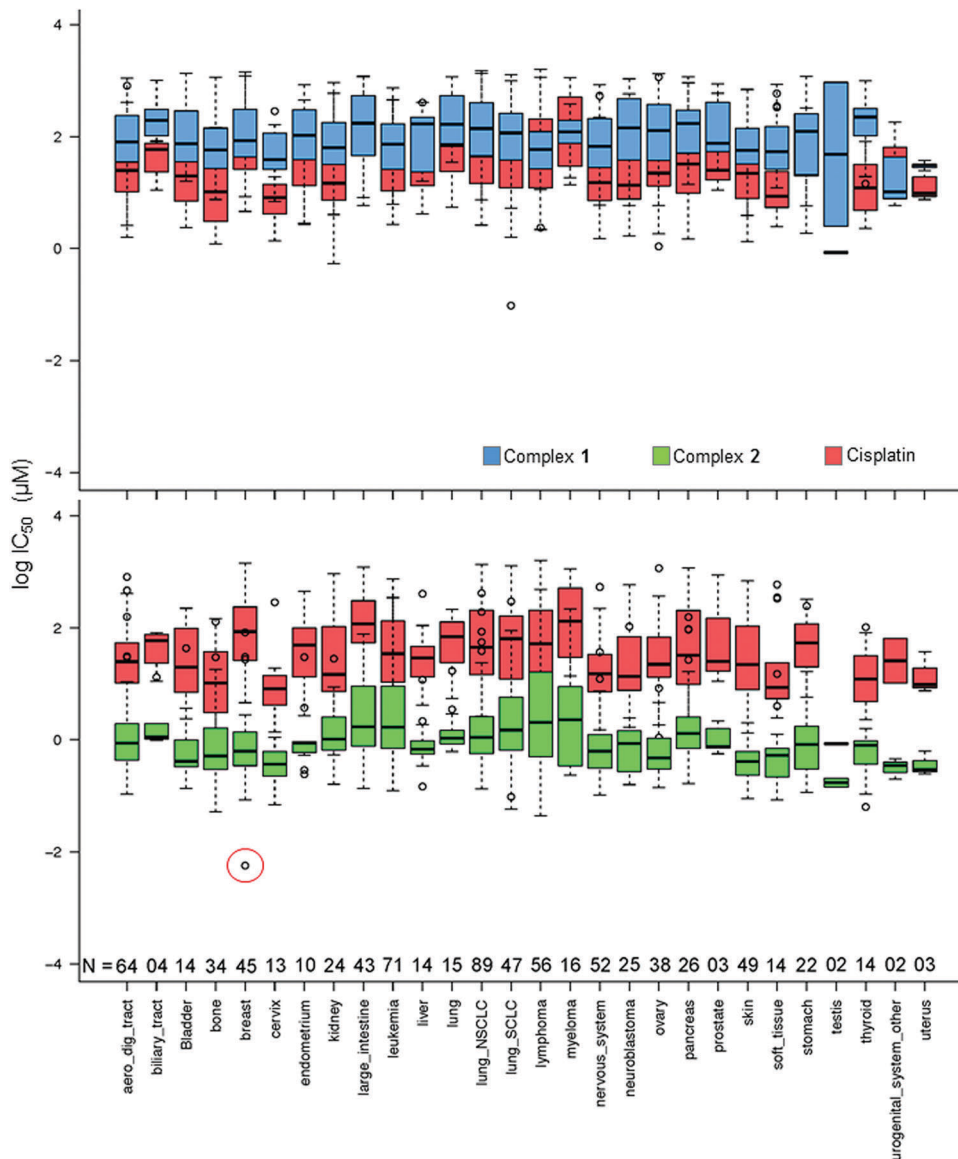 4
2
0
−2
−4
Complex 1
Complex 2
Cisplatin
log IC50 (µM)
4
2
0
−2
−4
N = 64 04 14 34 45 13 10 24 43 71 14 15 89 47 56 16 52 25 38 26 03 49 14 22 02 14 02 03
aero_dig_tract
biliary_tract
Bladder
bone
breast
cervix
endometrium
kidney
large_intestine
leukemia
liver
lung
lung_NSCLC
lung_SCLC
lymphoma
myeloma
nervous_system
neuroblastoma
ovary
pancreas
prostate
skin
soft_tissue
stomach
testis
thyroid
urogenital_system_other
uterus